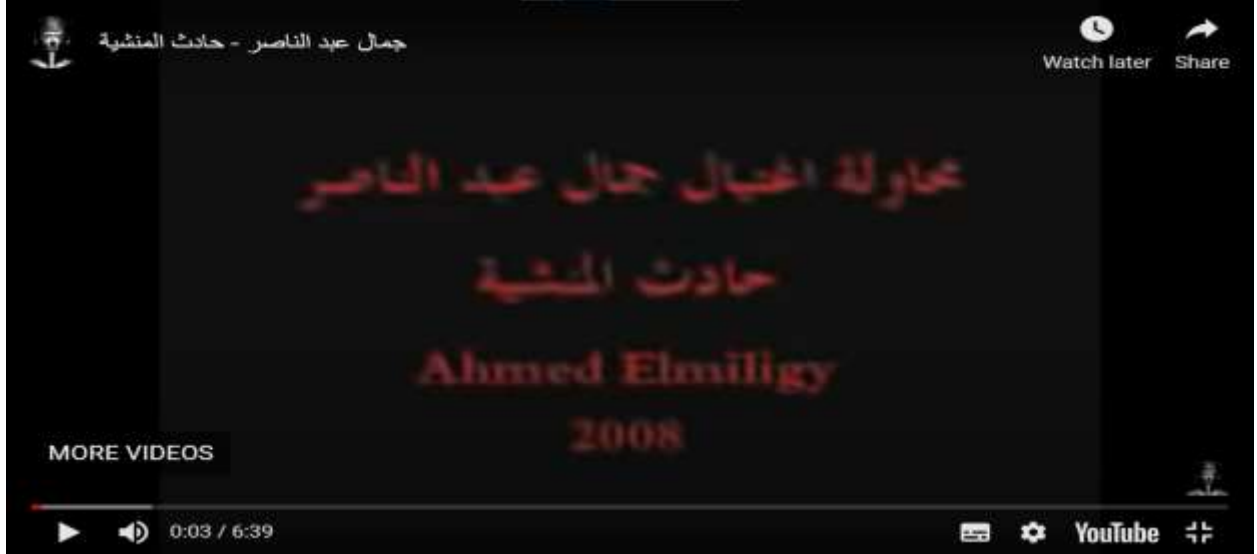 جمال عبد الناصر - حادث المنشية
Watch later
Share
محاولة اغتيال جمال عبد الناصر
حادث المنشية
Ahmed Elmiligy
2008
MORE VIDEOS
0:03 / 6:39
YouTube